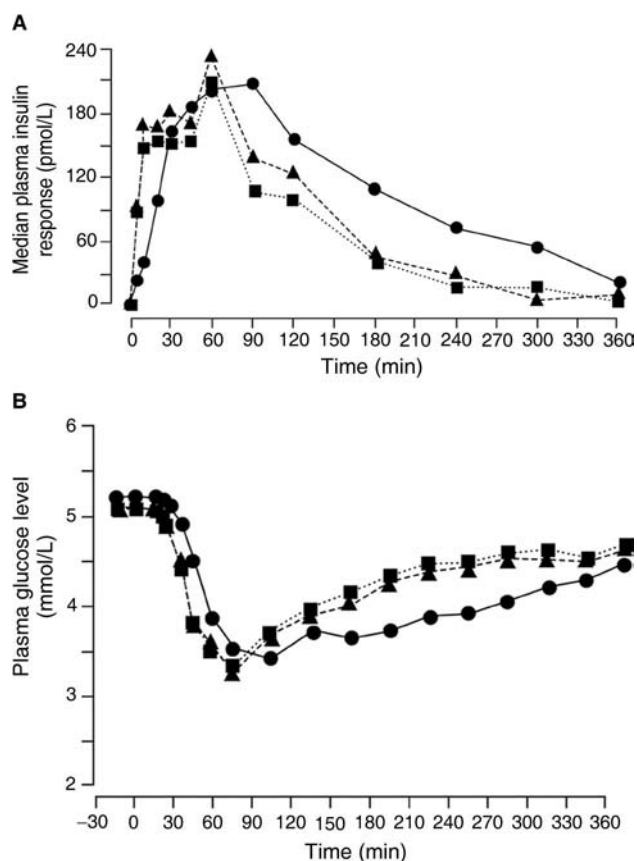 A
Median plasma insulin
response (pmol/L)
240
180
120
60
0
0 30 60 90 120 150 180 210 240 270 300 330 360
Time (min)
B
Plasma glucose level
(mmol/L)
6
5
4
3
2
−30 0 30 60 90 120 150 180 210 240 270 300 330 360
Time (min)